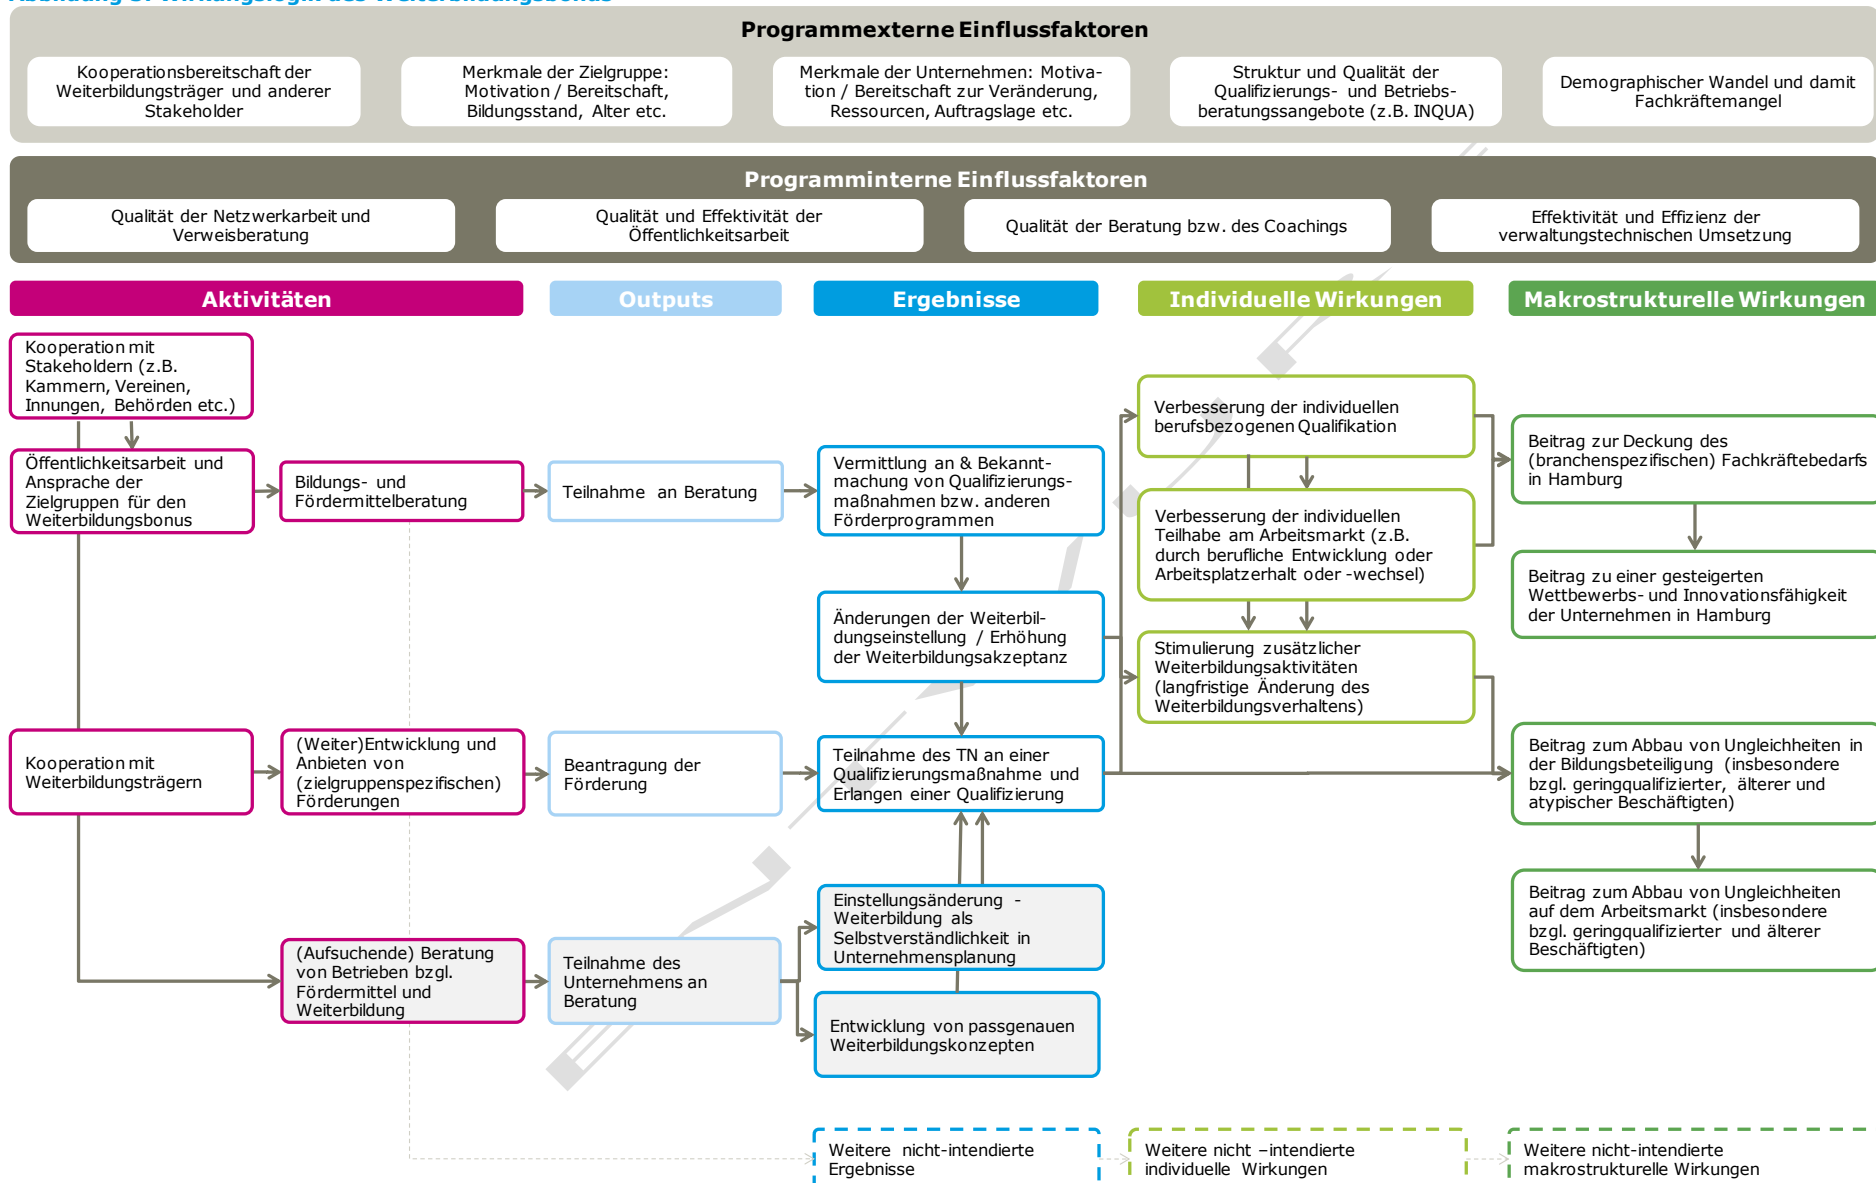 Abbildung 3: Wirkungslogik des Weiterbildungsbonus
Programmexterne Einflussfaktoren
Kooperationsbereitschaft der
Weiterbildungsträger und anderer
Stakeholder
Merkmale der Zielgruppe:
Motivation / Bereitschaft,
Bildungsstand, Alter etc.
Merkmale der Unternehmen: Motiva-
tion / Bereitschaft zur Veränderung,
Ressourcen, Auftragslage etc.
Struktur und Qualität der
Qualifizierungs- und Betriebs-
beratungssangebote (z.B. INQUA)
Demographischer Wandel und damit
Fachkräftemangel
Programminterne Einflussfaktoren
Qualität der Netzwerkarbeit und
Verweisberatung
Qualität und Effektivität der
Öffentlichkeitsarbeit
Qualität der Beratung bzw. des Coachings
Effektivität und Effizienz der
verwaltungstechnischen Umsetzung
Aktivitäten
Outputs
Ergebnisse
Individuelle Wirkungen
Makrostrukturelle Wirkungen
Kooperation mit
Stakeholdern (z.B.
Kammern, Vereinen,
Innungen, Behörden etc.)
Öffentlichkeitsarbeit und
Ansprache der
Zielgruppen für den
Weiterbildungsbonus
Bildungs- und
Fördermittelberatung
Teilnahme an Beratung
Vermittlung an & Bekannt-
machung von Qualifizierungs-
maßnahmen bzw. anderen
Förderprogrammen
Änderungen der Weiterbil-
dungseinstellung / Erhöhung
der Weiterbildungsakzeptanz
Verbesserung der individuellen
berufsbezogenen Qualifikation
Verbesserung der individuellen
Teilhabe am Arbeitsmarkt (z.B.
durch berufliche Entwicklung oder
Arbeitsplatzerhalt oder -wechsel)
Stimulierung zusätzlicher
Weiterbildungsaktivitäten
(langfristige Änderung des
Weiterbildungsverhaltens)
Beitrag zur Deckung des
(branchenspezifischen) Fachkräftebedarfs
in Hamburg
Beitrag zu einer gesteigerten
Wettbewerbs- und Innovationsfähigkeit
der Unternehmen in Hamburg
Kooperation mit
Weiterbildungsträgern
(Weiter)Entwicklung und
Anbieten von
(zielgruppenspezifischen)
Förderungen
Beantragung der
Förderung
Teilnahme des TN an einer
Qualifizierungsmaßnahme und
Erlangen einer Qualifizierung
Beitrag zum Abbau von Ungleichheiten in
der Bildungsbeteiligung (insbesondere
bzgl. geringqualifizierter, älterer und
atypischer Beschäftigten)
(Aufsuchende) Beratung
von Betrieben bzgl.
Fördermittel und
Weiterbildung
Teilnahme des
Unternehmens an
Beratung
Einstellungsänderung -
Weiterbildung als
Selbstverständlichkeit in
Unternehmensplanung
Entwicklung von passgenauen
Weiterbildungskonzepten
Beitrag zum Abbau von Ungleichheiten
auf dem Arbeitsmarkt (insbesondere
bzgl. geringqualifizierter und älterer
Beschäftigten)
Weitere nicht-intendierte
Ergebnisse
Weitere nicht –intendierte
individuelle Wirkungen
Weitere nicht-intendierte
makrostrukturelle Wirkungen